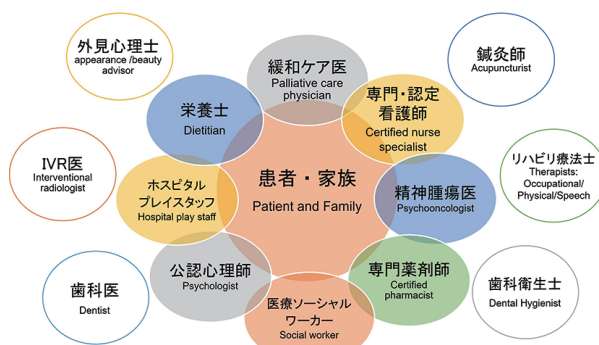 外見心理士
appearance /beauty
advisor
緩和ケア医
Palliative care
physician
鍼灸師
Acupuncturist
栄養士
Dietitian
専門・認定
看護師
Certified nurse
specialist
IVR医
Interventional
radiologist
ホスピタル
プレイスタッフ
Hospital play staff
患者・家族
Patient and Family
精神腫瘍医
Psychooncologist
リハビリ療法士
Therapists:
Occupational/
Physical/Speech
公認心理師
Psychologist
専門薬剤師
Certified
pharmacist
歯科医
Dentist
医療ソーシャル
ワーカー
Social worker
歯科衛生士
Dental Hygienist